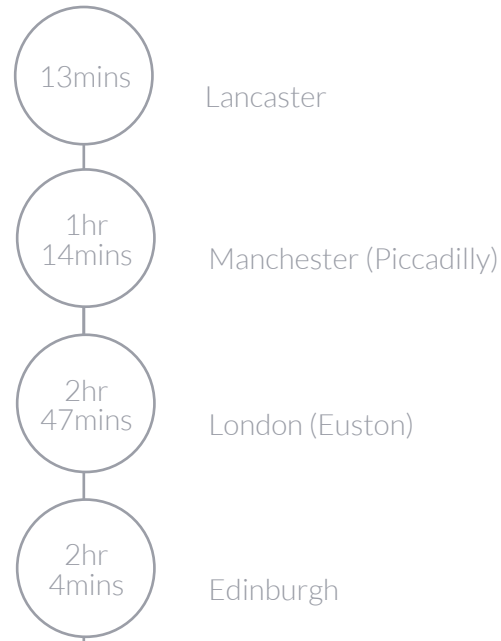 13mins
Lancaster
1hr
14mins
Manchester (Piccadilly)
2hr
47mins
London (Euston)
2hr
4mins
Edinburgh